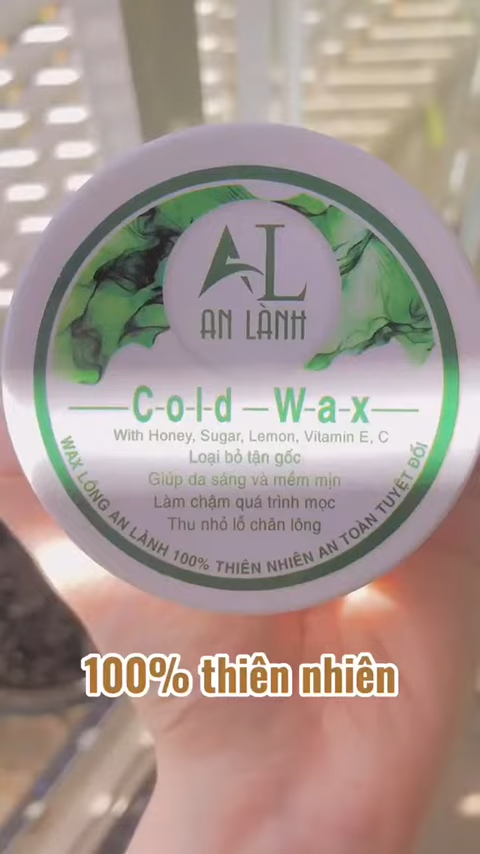 AL
AN LÀNH
Cold Wax
With Honey, Sugar, Lemon, Vitamin E, C
Loại bỏ tận gốc
Giúp da sáng và mềm mịn
Làm chậm quá trình mọc
Thu nhỏ lỗ chân lông
WAX LÔNG AN LÀNH 100% THIÊN NHIÊN AN TOÀN TUYỆT ĐỐI
100% thiên nhiên